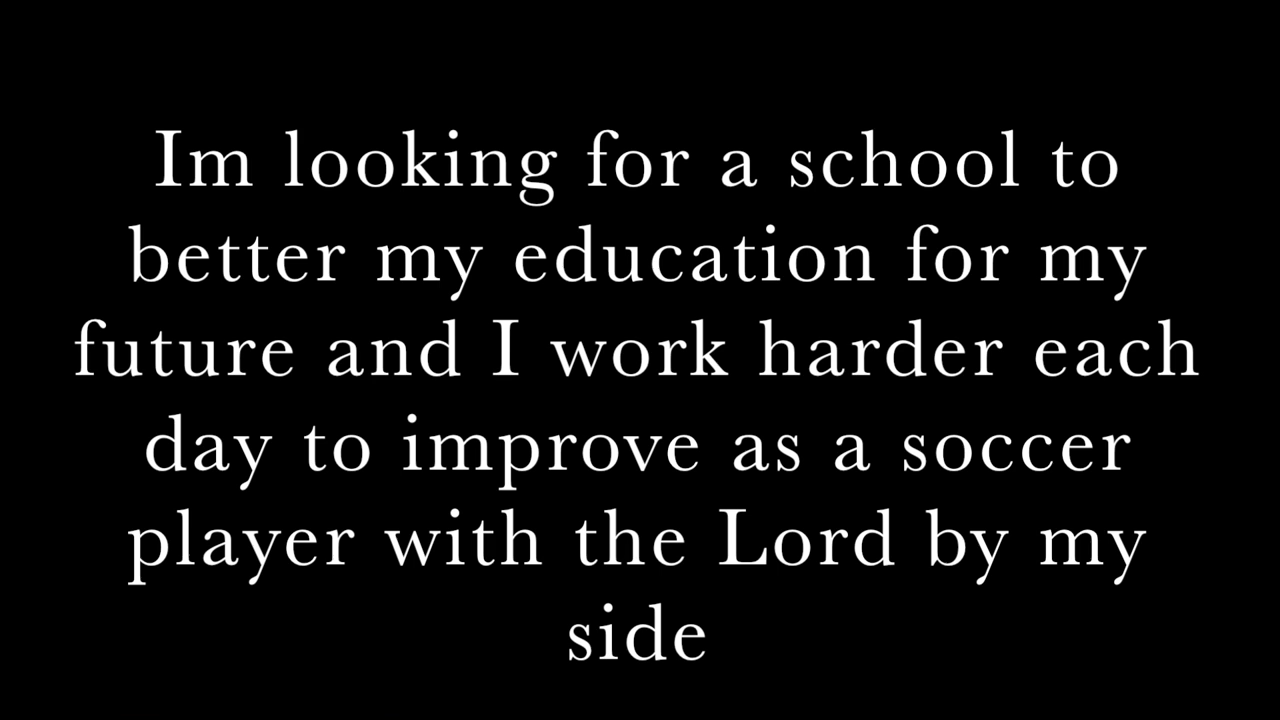 Im looking for a school to
better my education for my
future and I work harder each
day to improve as a soccer
player with the Lord by my
side